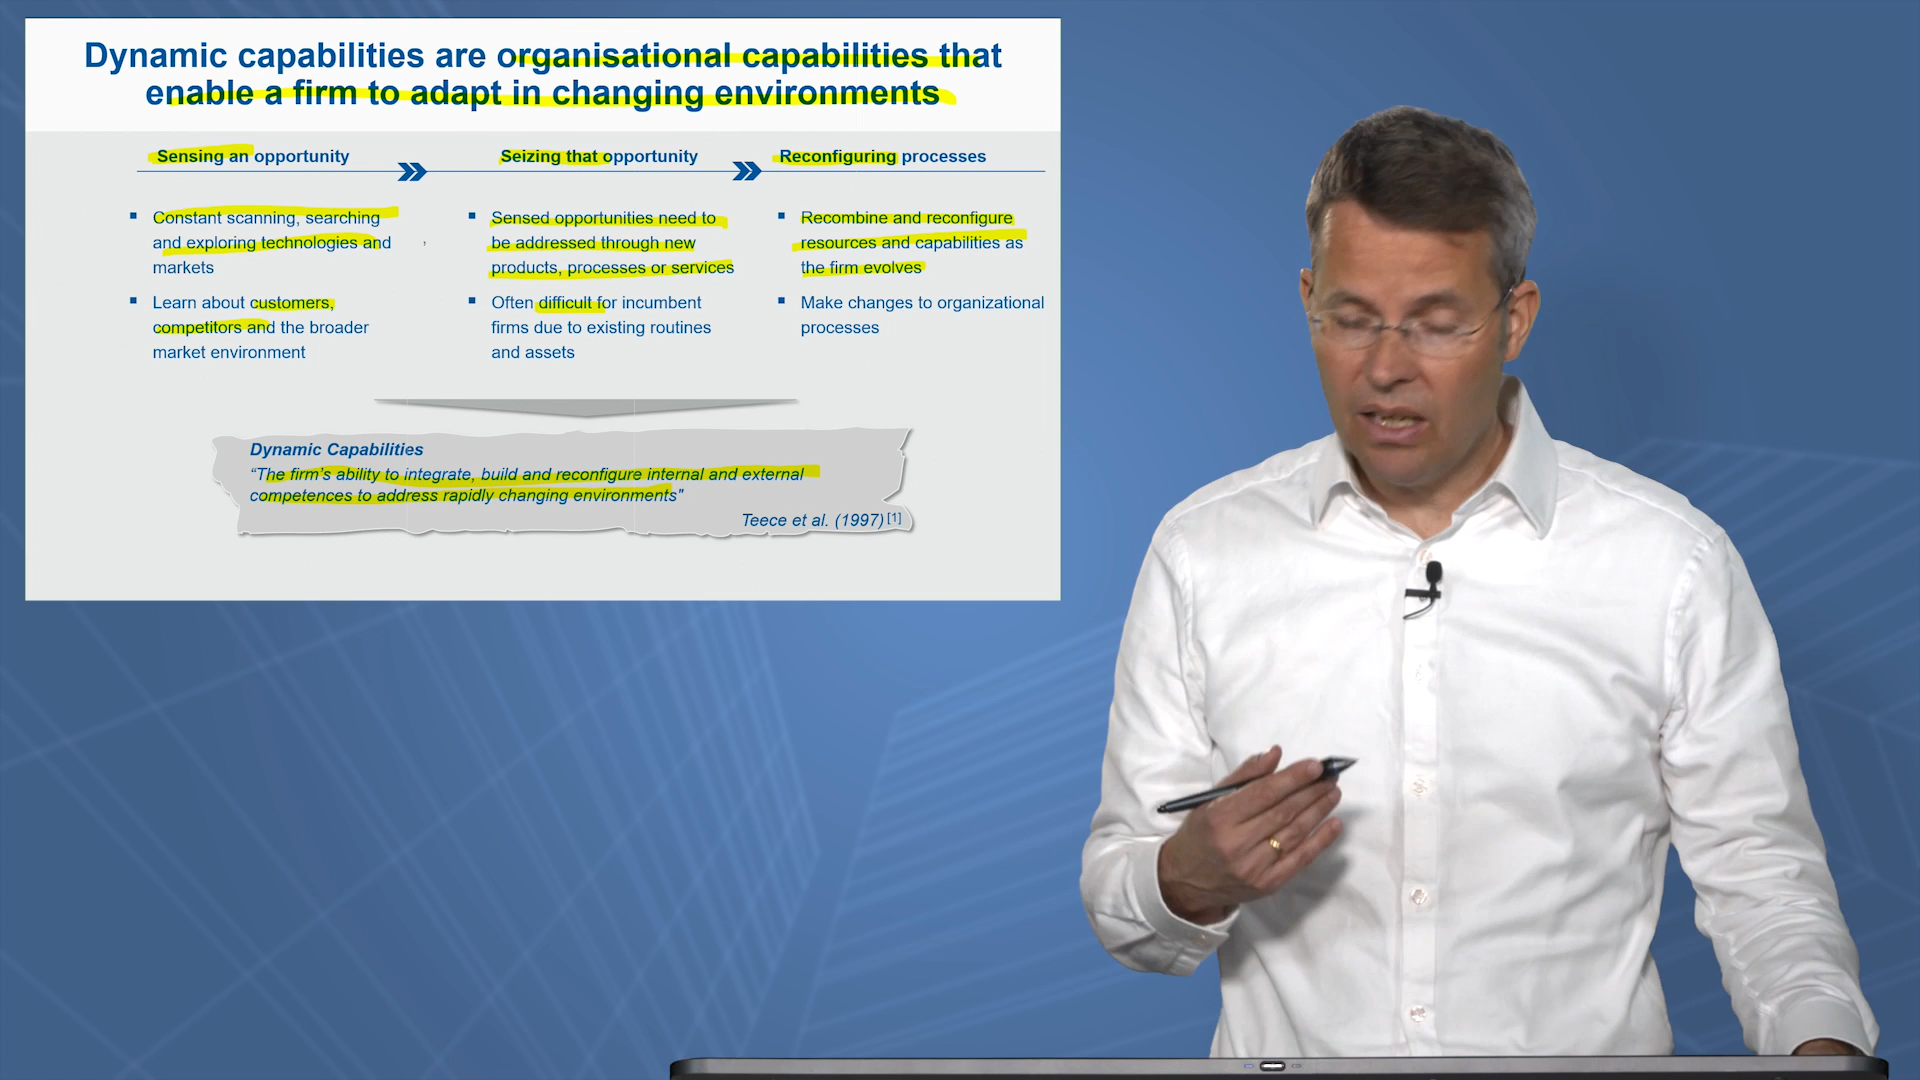 Dynamic capabilities are organisational capabilities that
enable a firm to adapt in changing environments
Sensing an opportunity
▪ Constant scanning, searching
and exploring technologies and
markets
▪ Learn about customers,
competitors and the broader
market environment
Seizing that opportunity
▪ Sensed opportunities need to
be addressed through new
products, processes or services
▪ Often difficult for incumbent
firms due to existing routines
and assets
Reconfiguring processes
▪ Recombine and reconfigure
resources and capabilities as
the firm evolves
▪ Make changes to organizational
processes
Dynamic Capabilities
“The firm’s ability to integrate, build and reconfigure internal and external
competences to address rapidly changing environments"
Teece et al. (1997) [1]